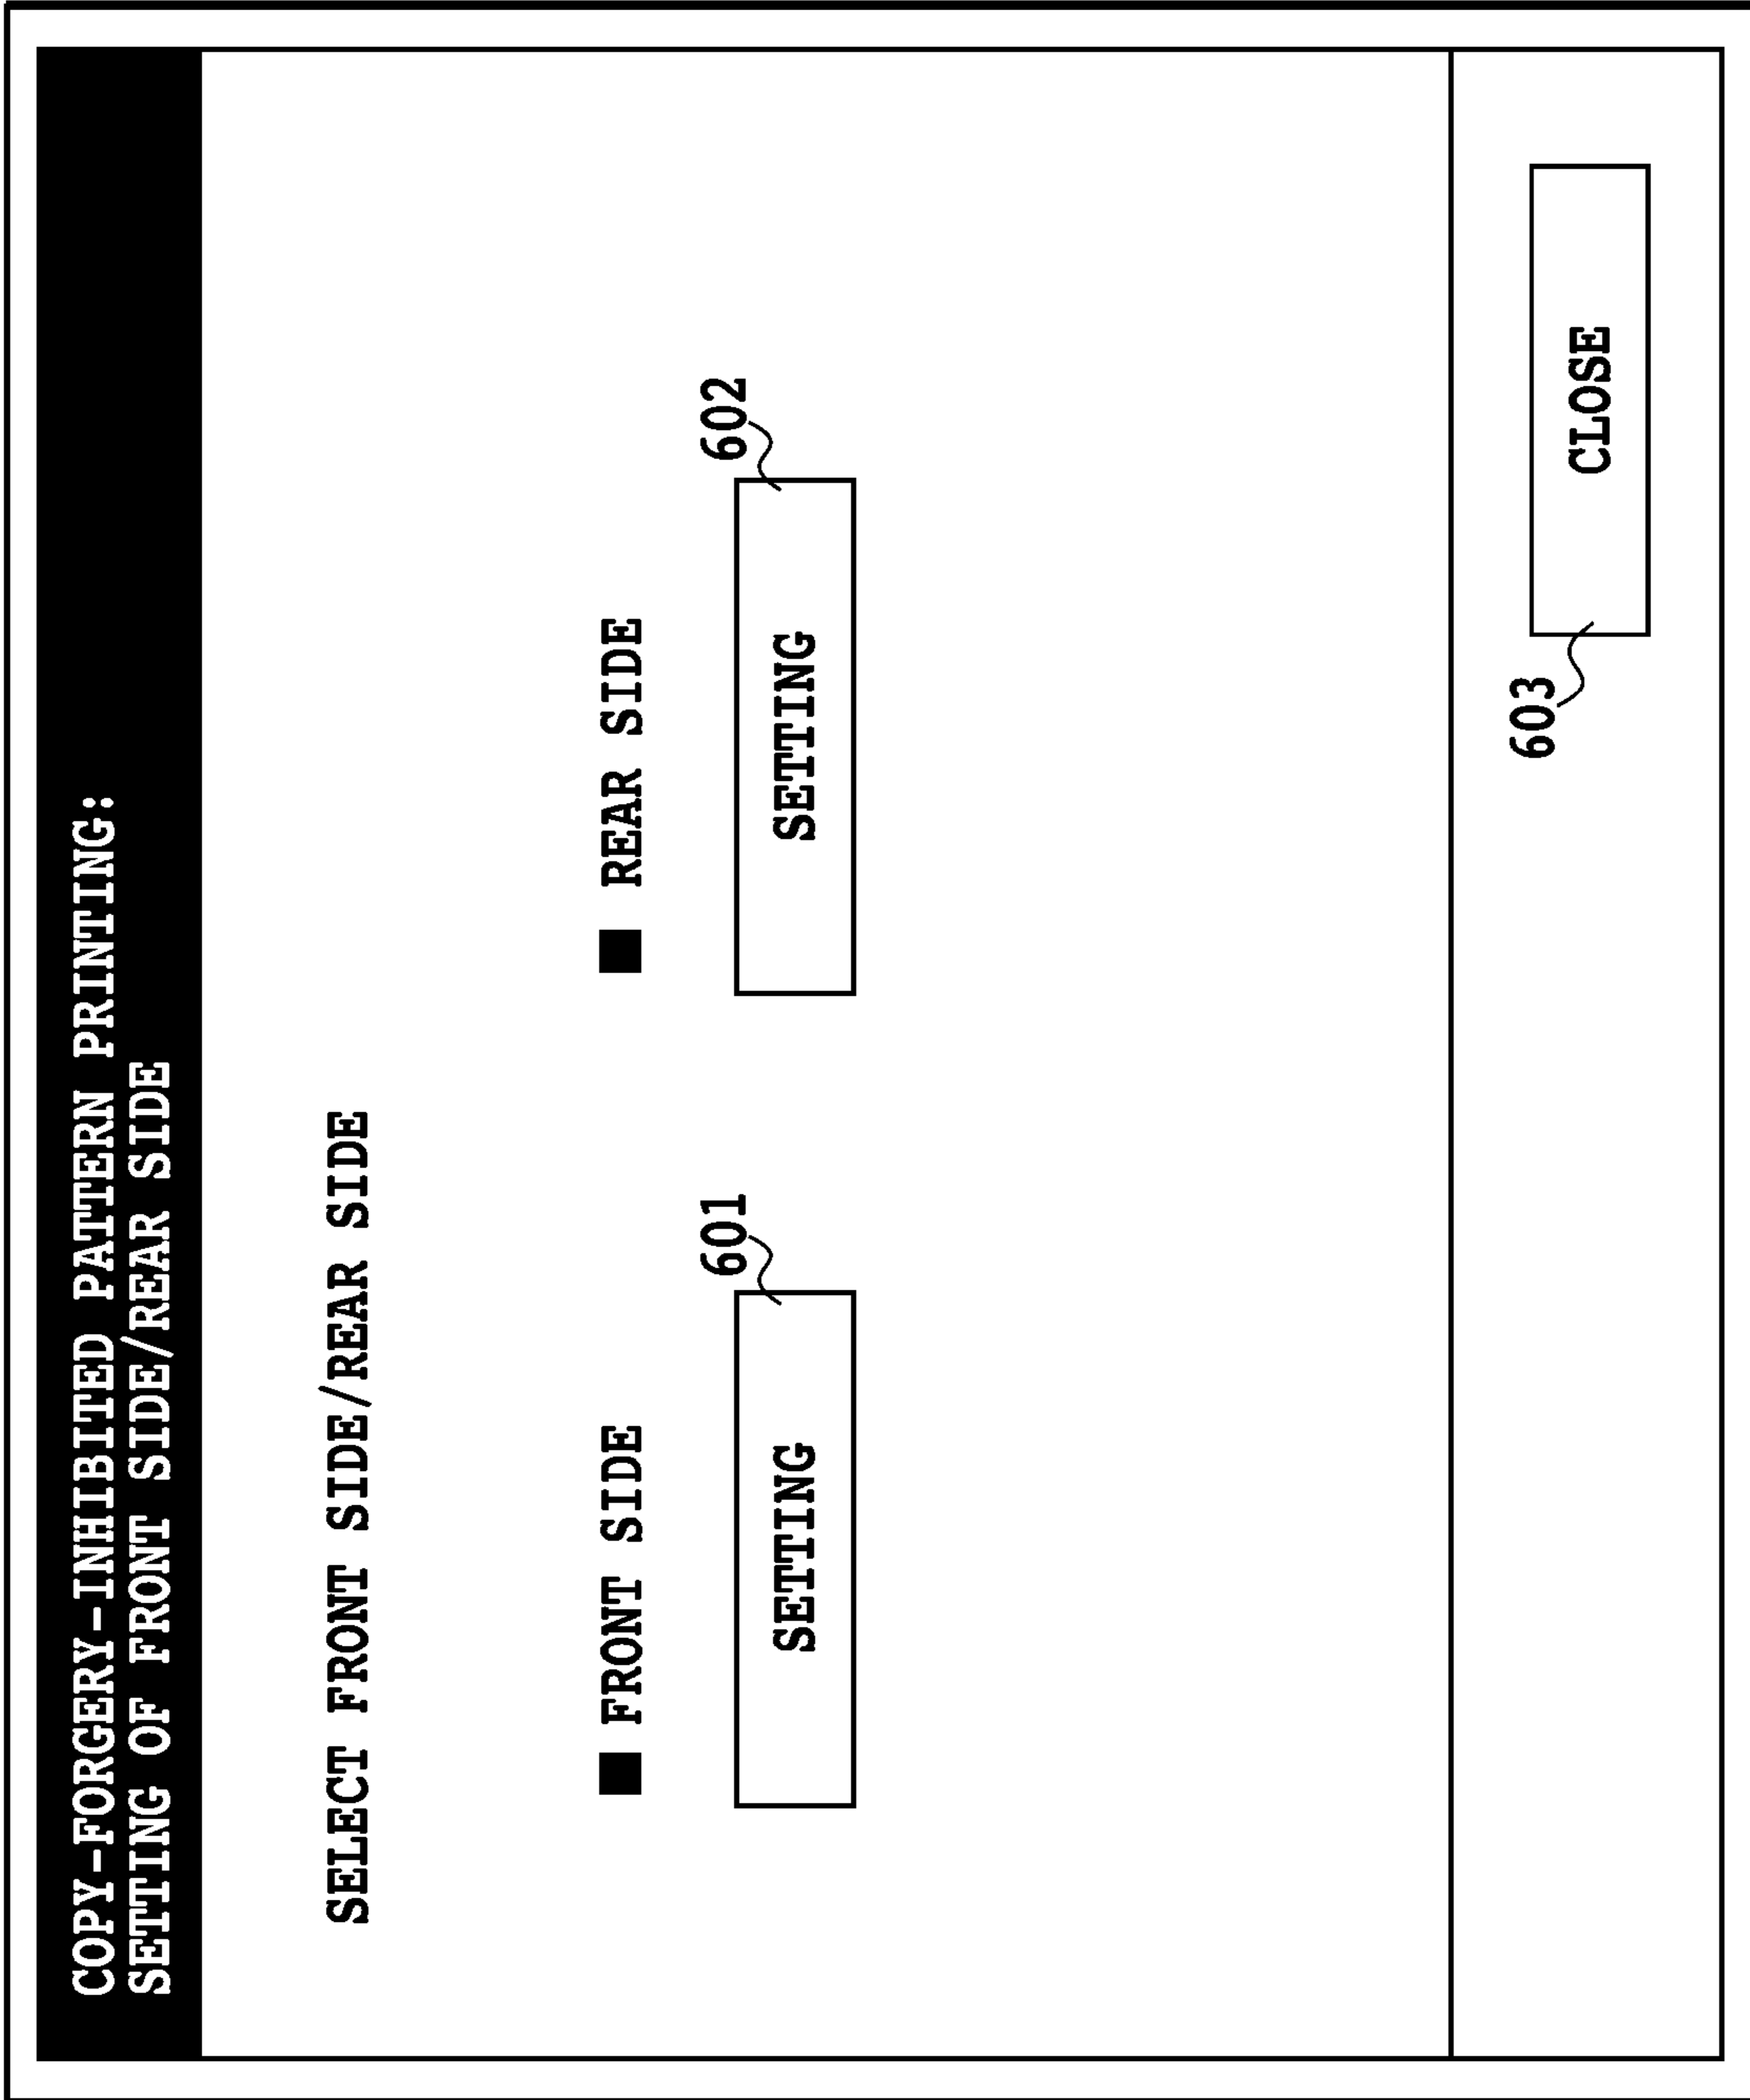 COPY-FORGERY-INHIBITED PATTERN PRINTING:
SETTING OF FRONT SIDE/REAR SIDE
SELECT FRONT SIDE/REAR SIDE
■ FRONT SIDE
■ REAR SIDE
601
602
SETTING
SETTING
603
CLOSE